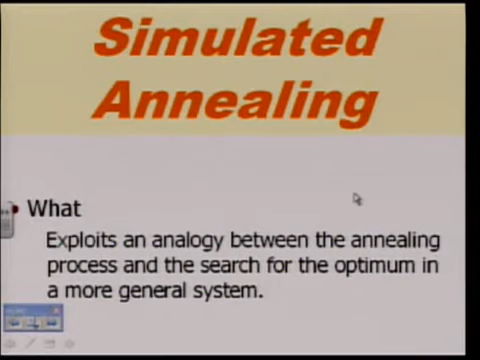 Simulated
Annealing
What
Exploits an analogy between the annealing
process and the search for the optimum in
a more general system.